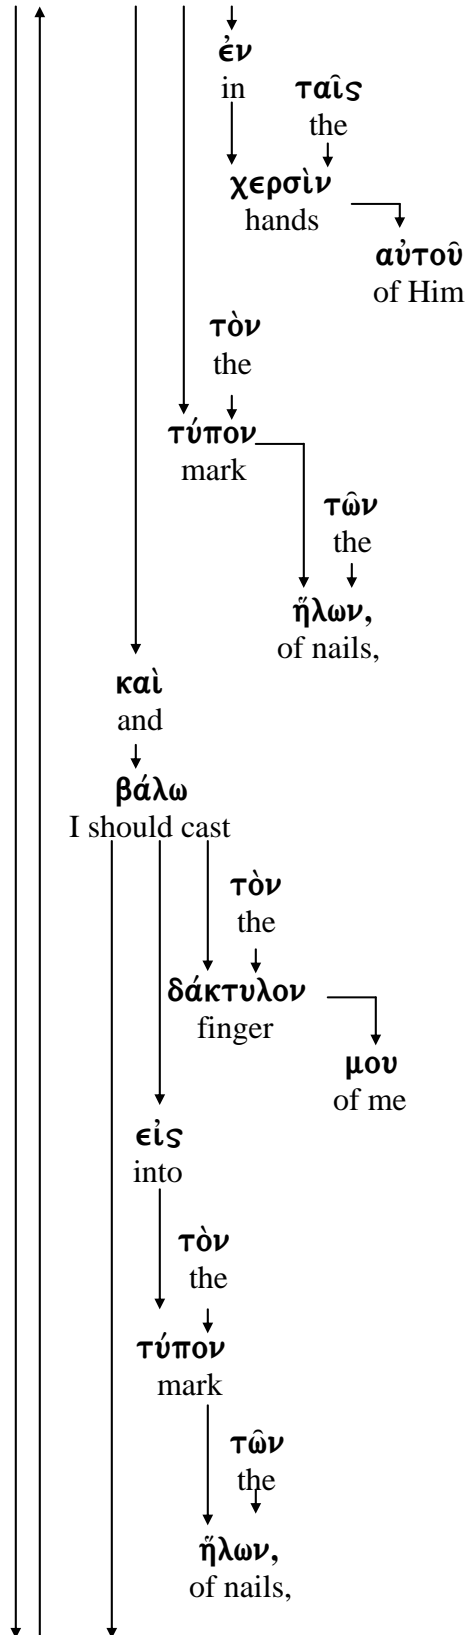 ἐν
in
ταῖς
the
χερσὶν
hands
αὐτοῦ
of Him
τὸν
the
τύπον
mark
τῶν
the
ἥλων,
of nails,
καὶ
and
βάλω
I should cast
τὸν
the
δάκτυλον
finger
μου
of me
εἰς
into
τὸν
the
τύπον
mark
τῶν
the
ἥλων,
of nails,